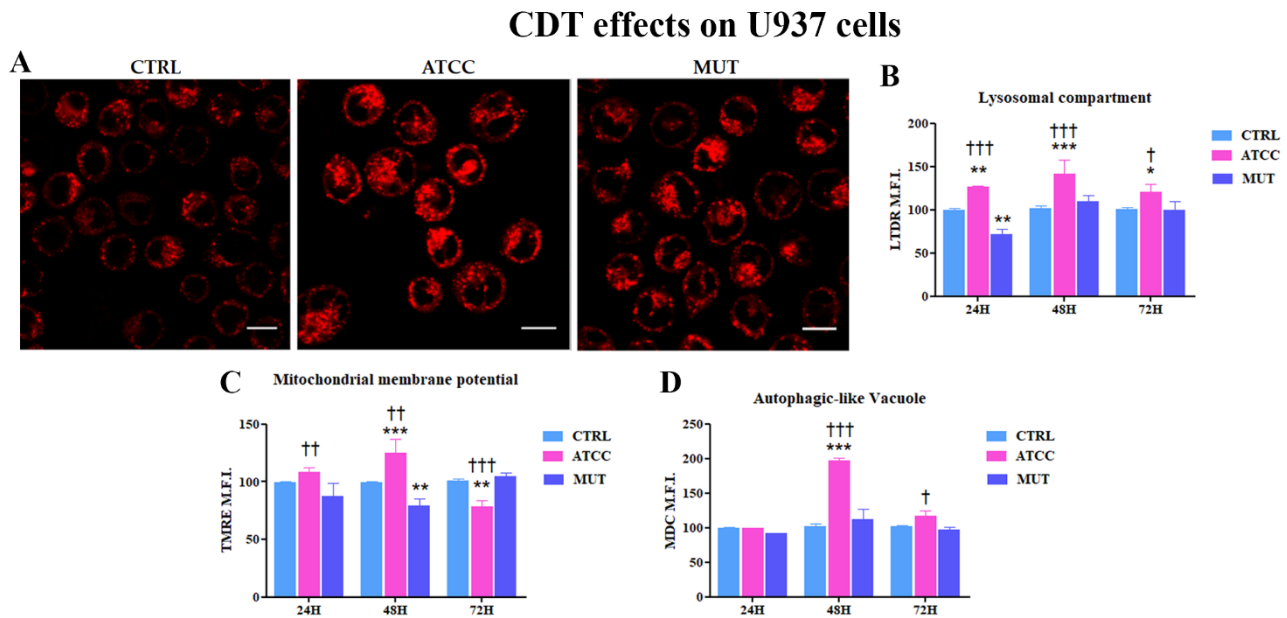 CDT effects on U937 cells
A
CTRL
ATCC
MUT
B
Lysosomal compartment
LTDR M.F.I.
200
150
100
50
0
†††
**
**
†††
***
†
*
24H
48H
72H
CTRL
ATCC
MUT
C
Mitochondrial membrane potential
TMRE M.F.I.
150
100
50
0
††
††
***
**
†††
**
24H
48H
72H
CTRL
ATCC
MUT
D
Autophagic-like Vacuole
MDC M.F.I.
250
200
150
100
50
0
†††
***
†
24H
48H
72H
CTRL
ATCC
MUT